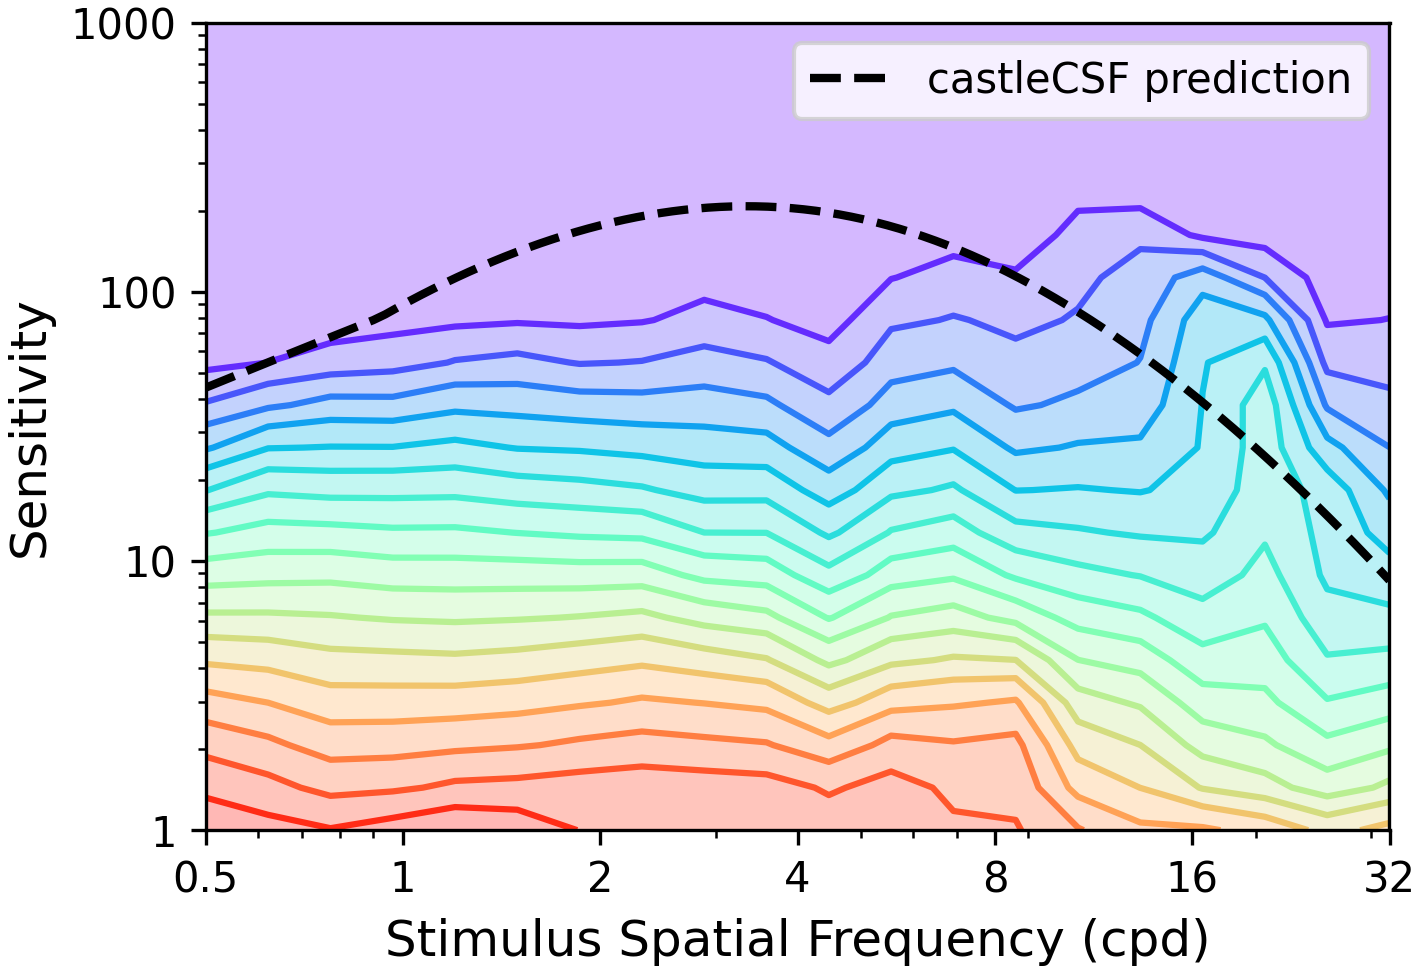 1000
castleCSF prediction
100
Sensitivity
10
1
0.5 1 2 4 8 16 32
Stimulus Spatial Frequency (cpd)